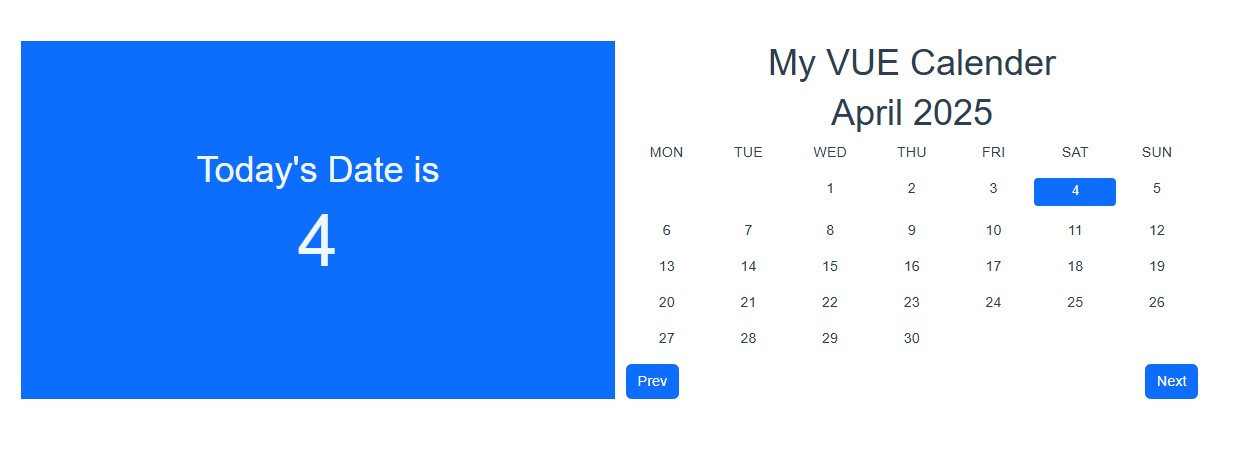 Today's Date is
4
My VUE Calender
April 2025
MON TUE WED THU FRI SAT SUN
1 2 3 4 5
6 7 8 9 10 11 12
13 14 15 16 17 18 19
20 21 22 23 24 25 26
27 28 29 30
Prev Next